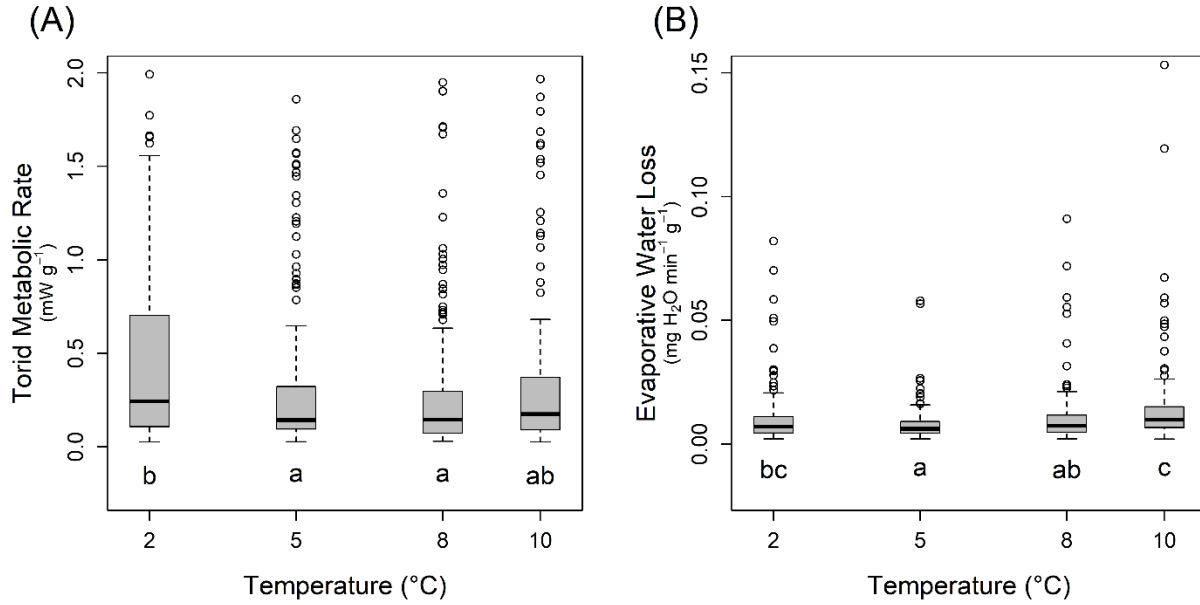 (A)
Torid Metabolic Rate
(mW g⁻¹)
2.0
1.5
1.0
0.5
0.0
b
a
a
ab
2
5
8
10
Temperature (°C)
(B)
Evaporative Water Loss
(mg H₂O min⁻¹ g⁻¹)
0.15
0.10
0.05
0.00
bc
a
ab
c
2
5
8
10
Temperature (°C)